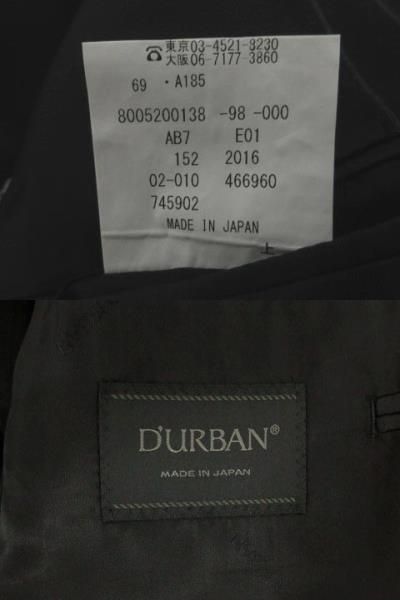 ☎東京03-4521-8230
大阪06-7177-3860
69 ・A185
8005200138 -98 -000
AB7 E01
152 2016
02-010 466960
745902
MADE IN JAPAN
上
D'URBAN®
MADE IN JAPAN